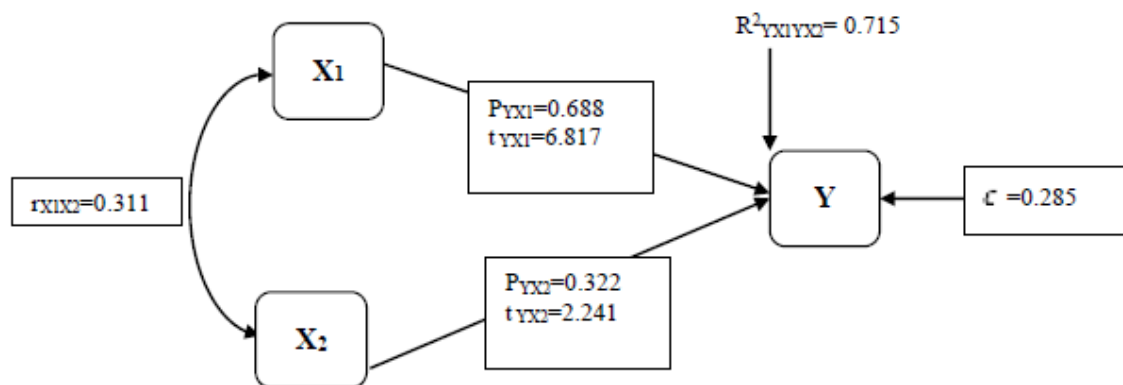 R²YX1YX2= 0.715
X1
PYX1=0.688
tYX1=6.817
rX1X2=0.311
Y
ε =0.285
PYX2=0.322
tYX2=2.241
X2